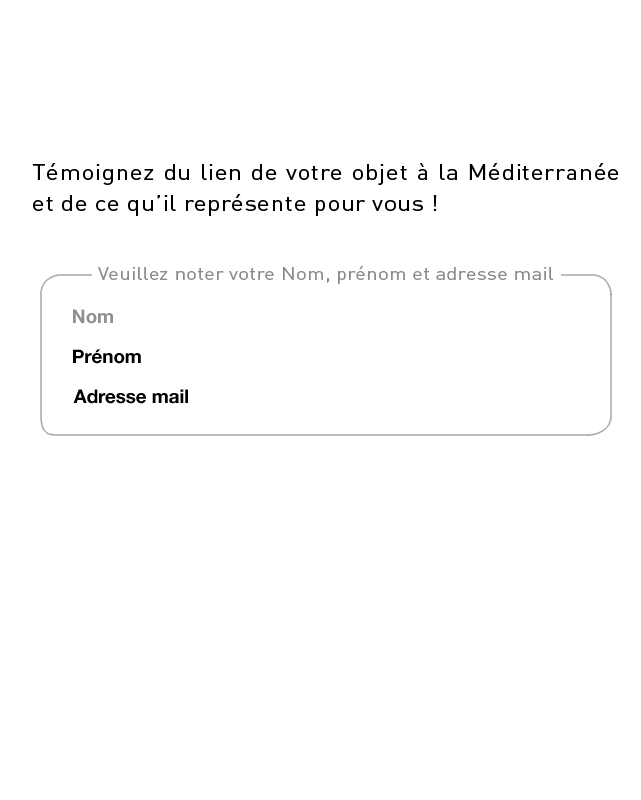 Témoignez du lien de votre objet à la Méditerranée
et de ce qu’il représente pour vous !
Veuillez noter votre Nom, prénom et adresse mail
Nom
Prénom
Adresse mail